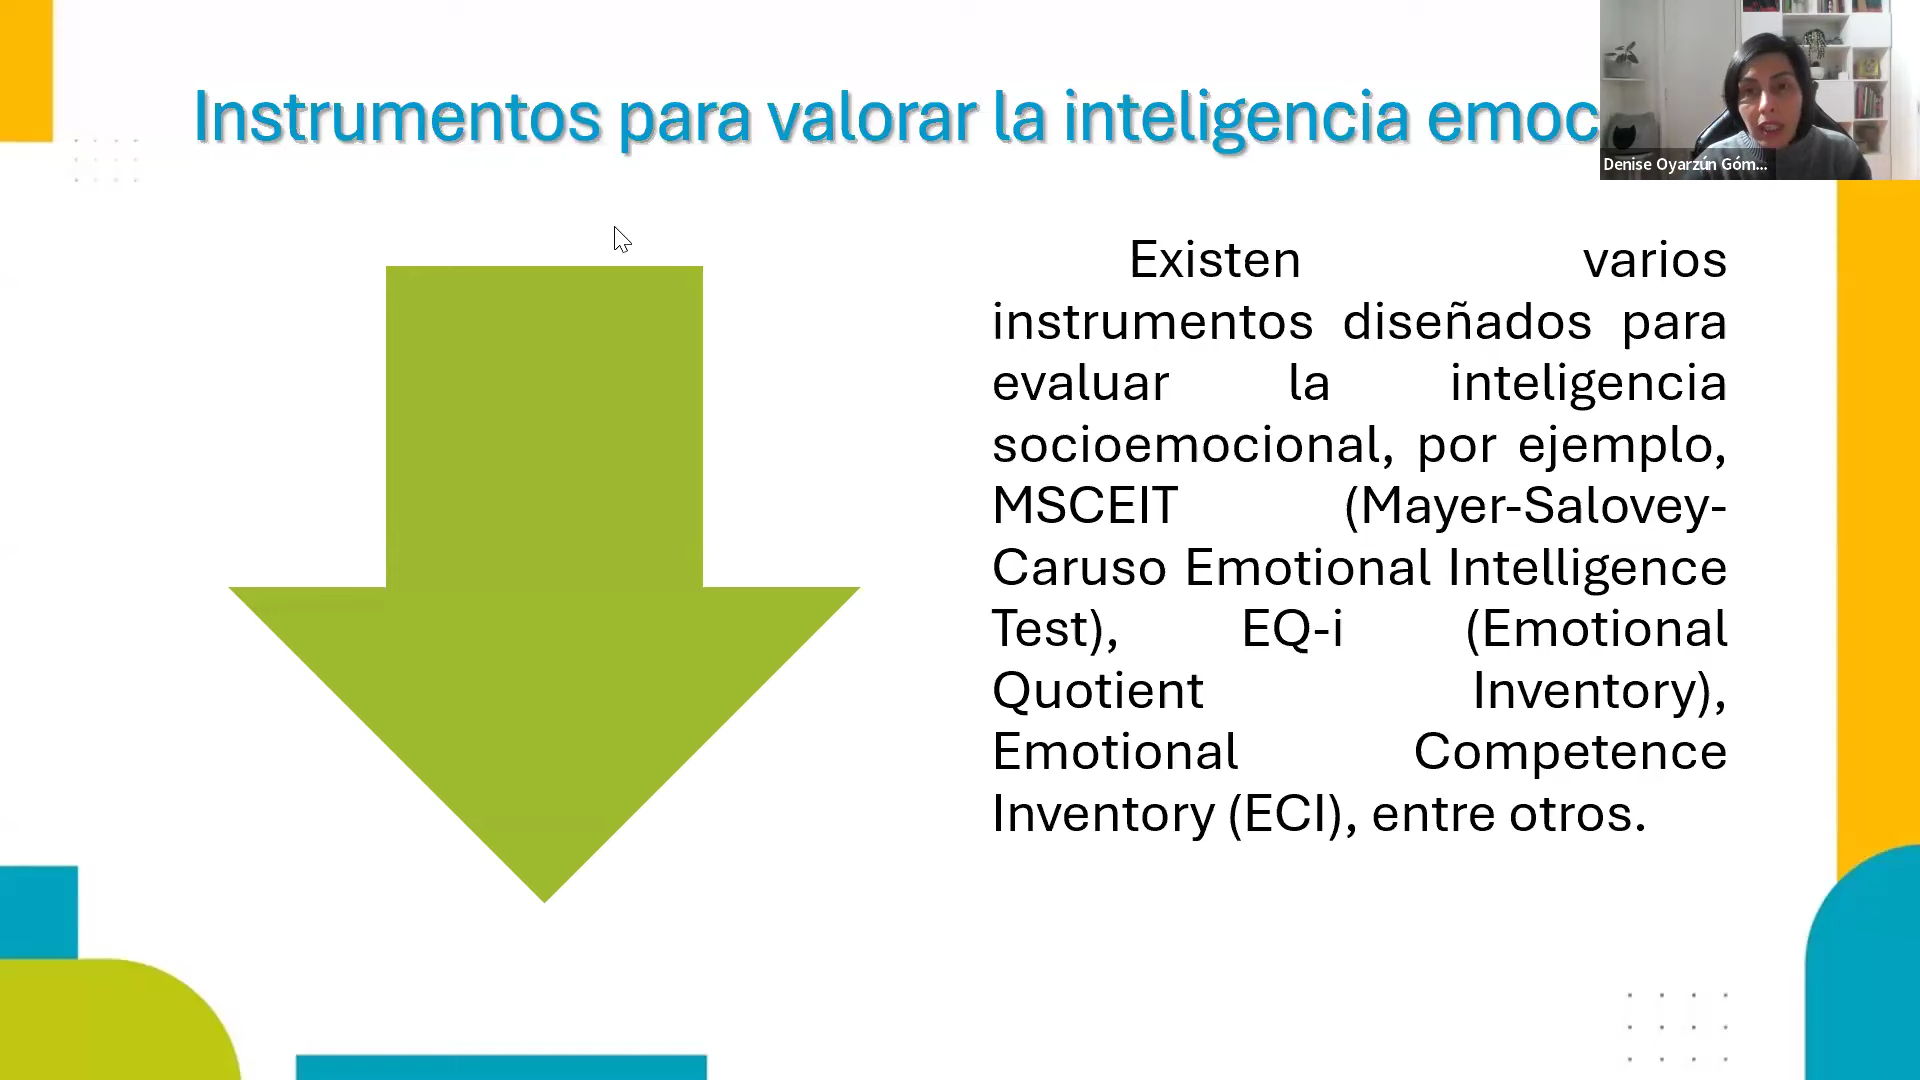 Instrumentos para valorar la inteligencia emoc
Denise Oyarzún Góm...
Existen varios
instrumentos diseñados para
evaluar la inteligencia
socioemocional, por ejemplo,
MSCEIT (Mayer-Salovey-
Caruso Emotional Intelligence
Test), EQ-i (Emotional
Quotient Inventory),
Emotional Competence
Inventory (ECI), entre otros.